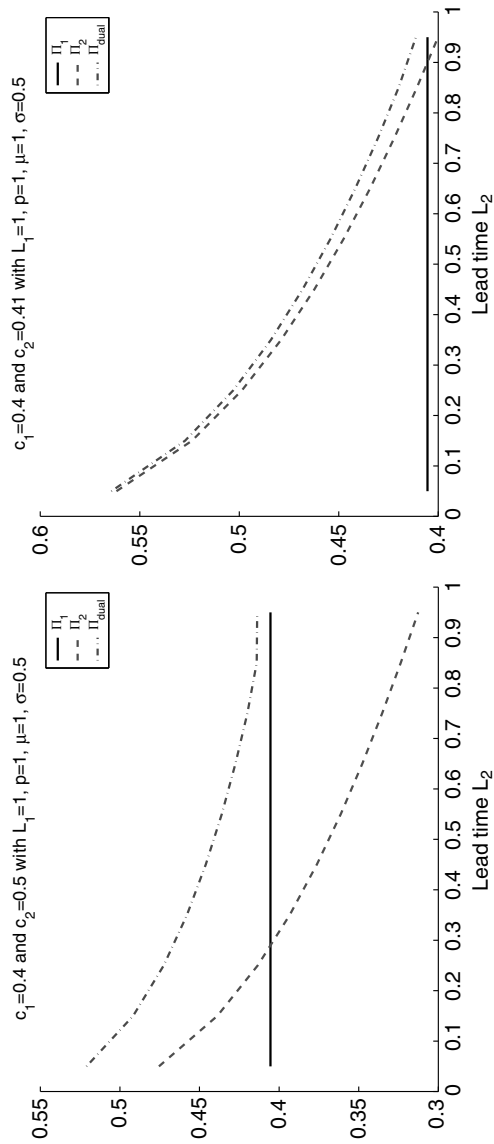 c₁=0.4 and c₂=0.5 with L₁=1, p=1, μ=1, σ=0.5
Π₁
Π₂
Π_dual
0.55
0.5
0.45
0.4
0.35
0.3
0 0.1 0.2 0.3 0.4 0.5 0.6 0.7 0.8 0.9 1
Lead time L₂
c₁=0.4 and c₂=0.41 with L₁=1, p=1, μ=1, σ=0.5
Π₁
Π₂
Π_dual
0.6
0.55
0.5
0.45
0.4
0 0.1 0.2 0.3 0.4 0.5 0.6 0.7 0.8 0.9 1
Lead time L₂